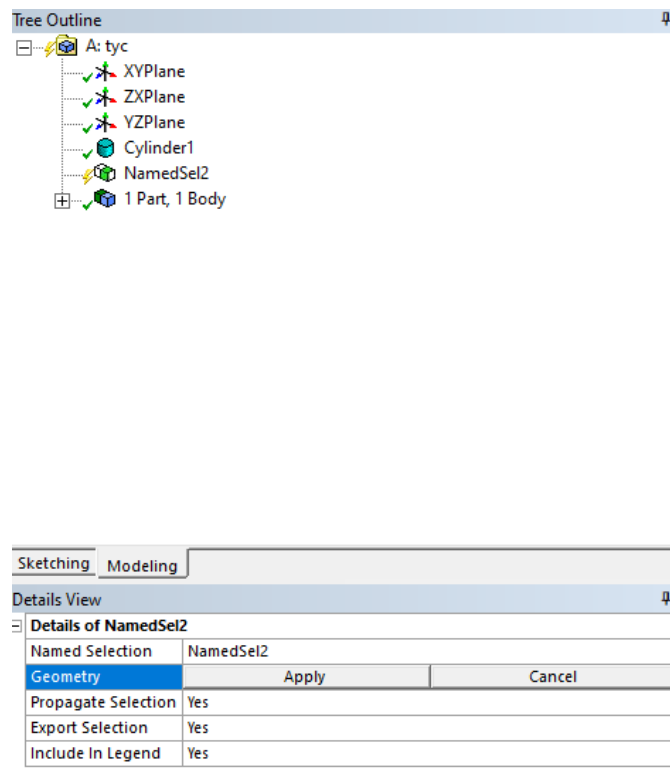 Tree Outline
A: tyc
XYPlane
ZXPlane
YZPlane
Cylinder1
NamedSel2
1 Part, 1 Body
Sketching Modeling
Details View
Details of NamedSel2
Named Selection NamedSel2
Geometry Apply Cancel
Propagate Selection Yes
Export Selection Yes
Include In Legend Yes